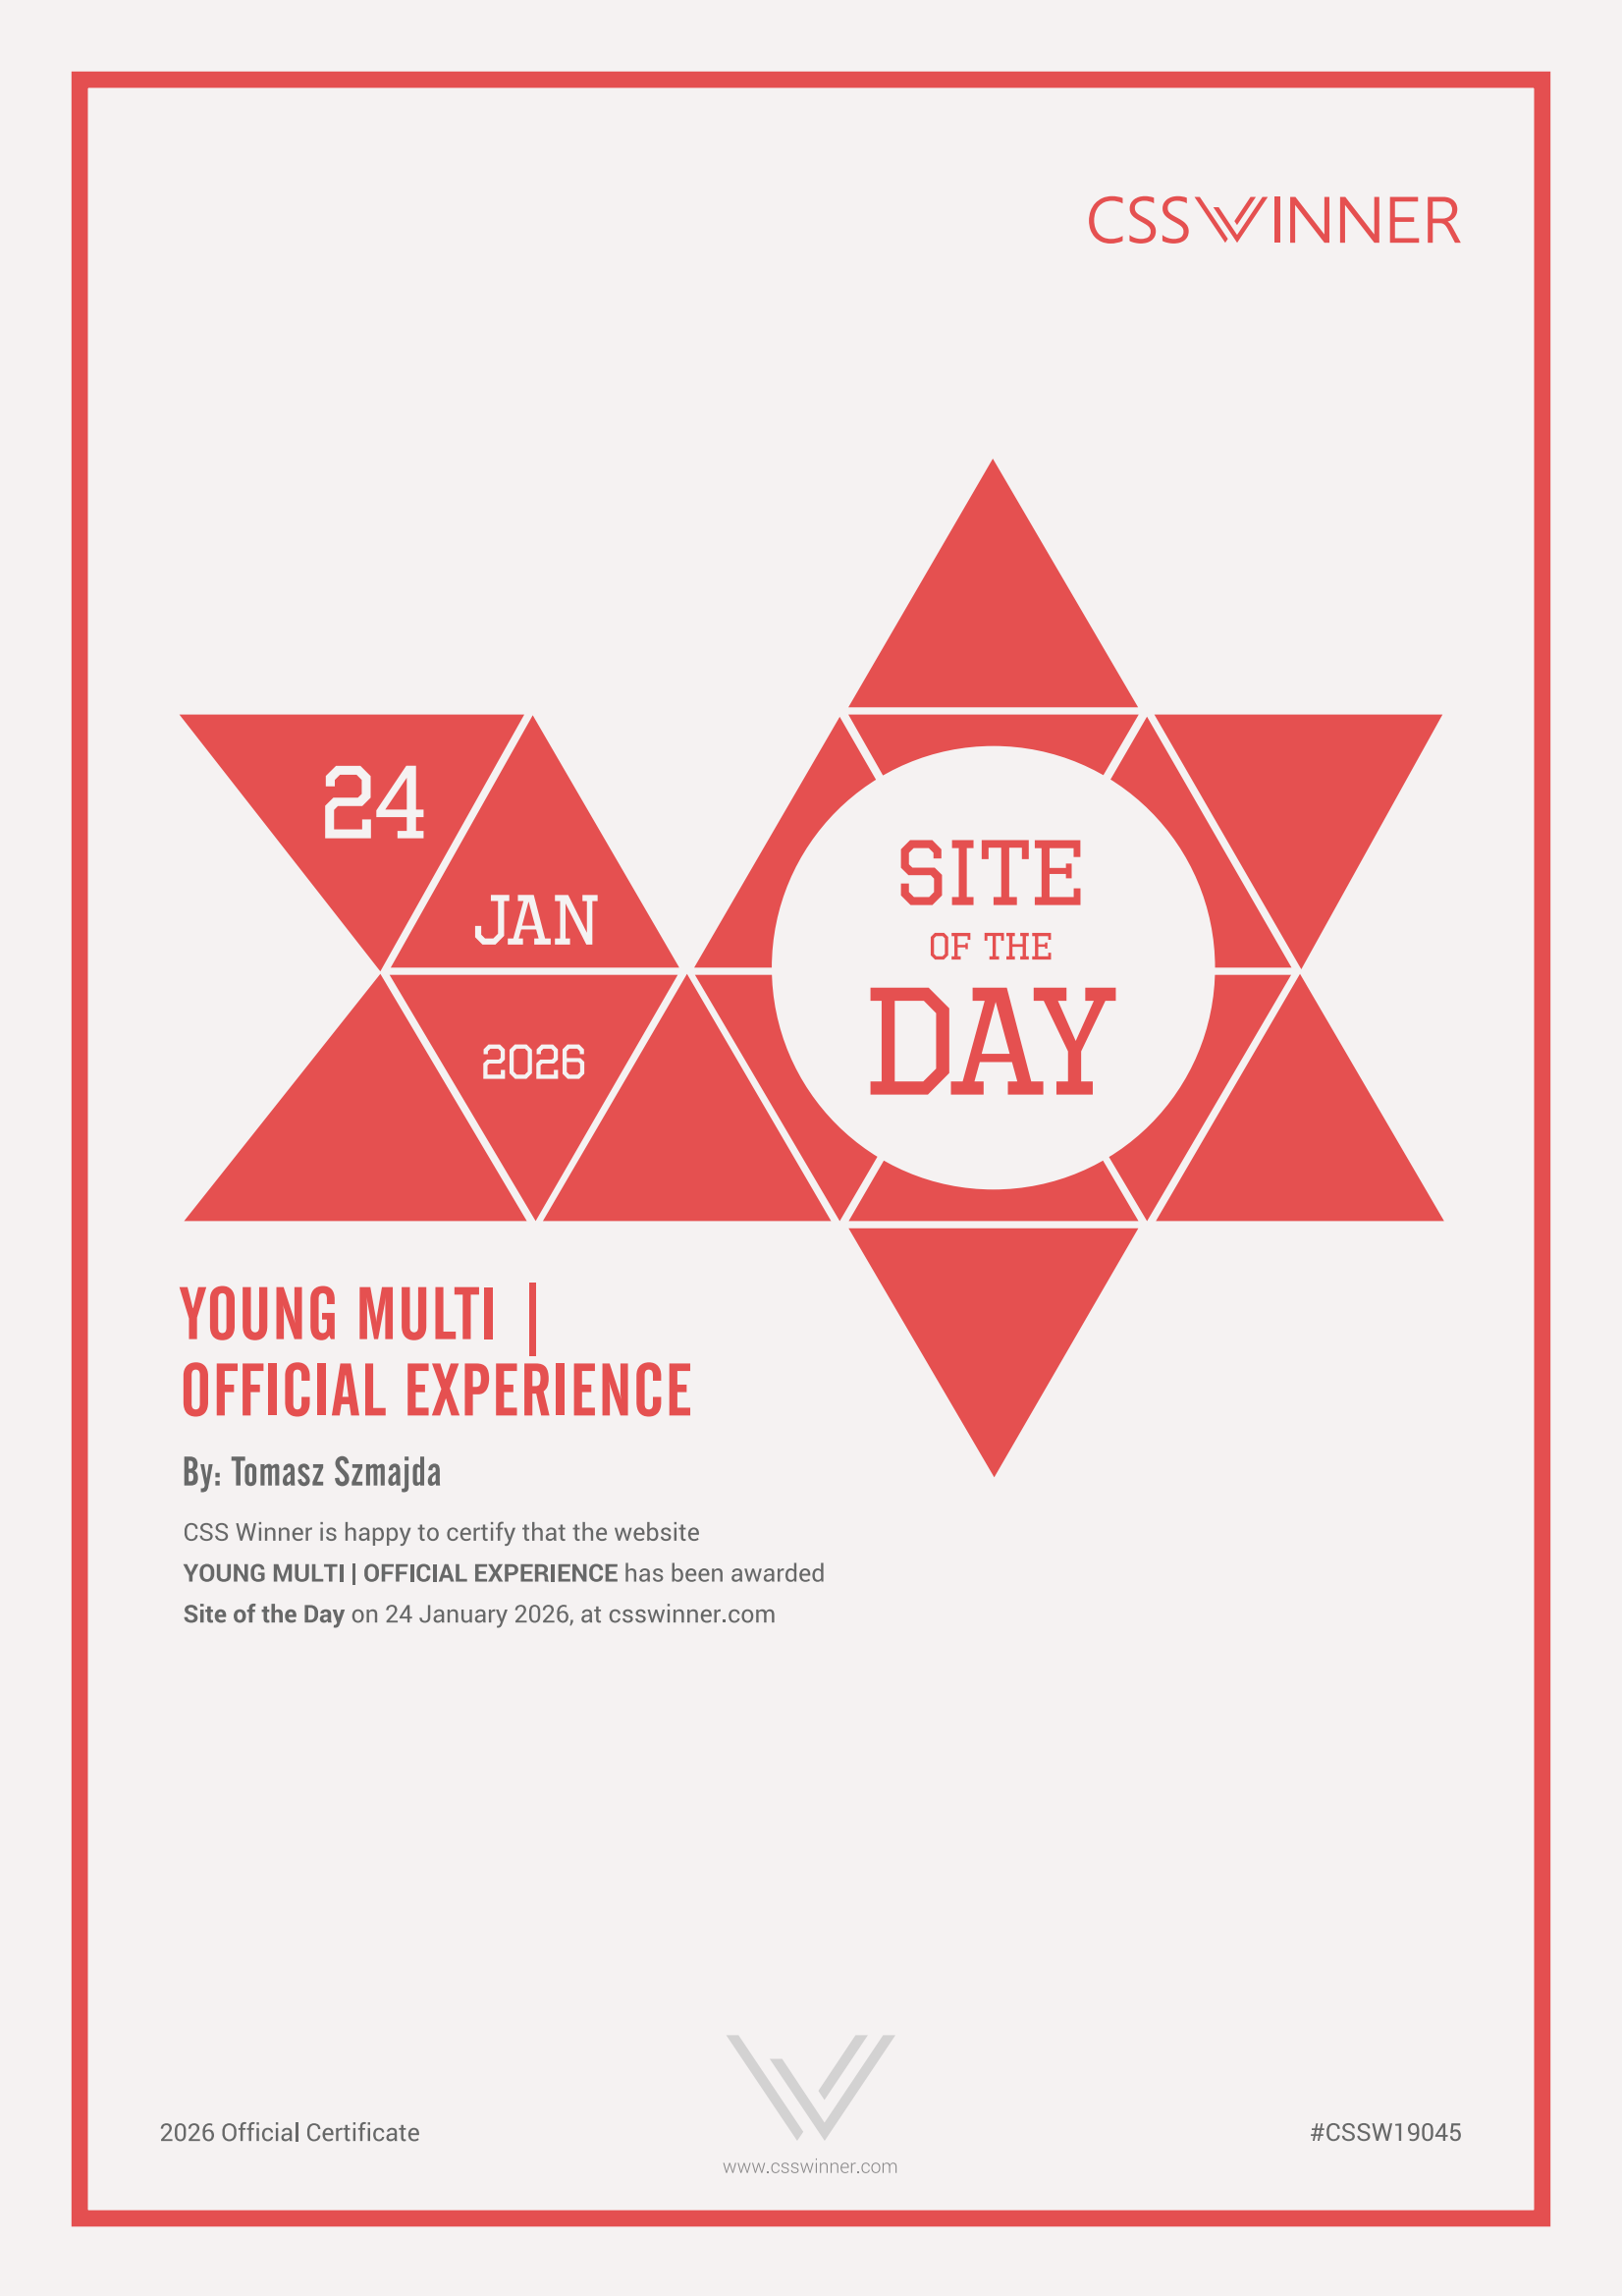 CSSWINNER
24
JAN
2026
SITE
OF THE
DAY
YOUNG MULTI |
OFFICIAL EXPERIENCE
By: Tomasz Szmajda
CSS Winner is happy to certify that the website
YOUNG MULTI | OFFICIAL EXPERIENCE has been awarded
Site of the Day on 24 January 2026, at csswinner.com
2026 Official Certificate
www.csswinner.com
#CSSW19045